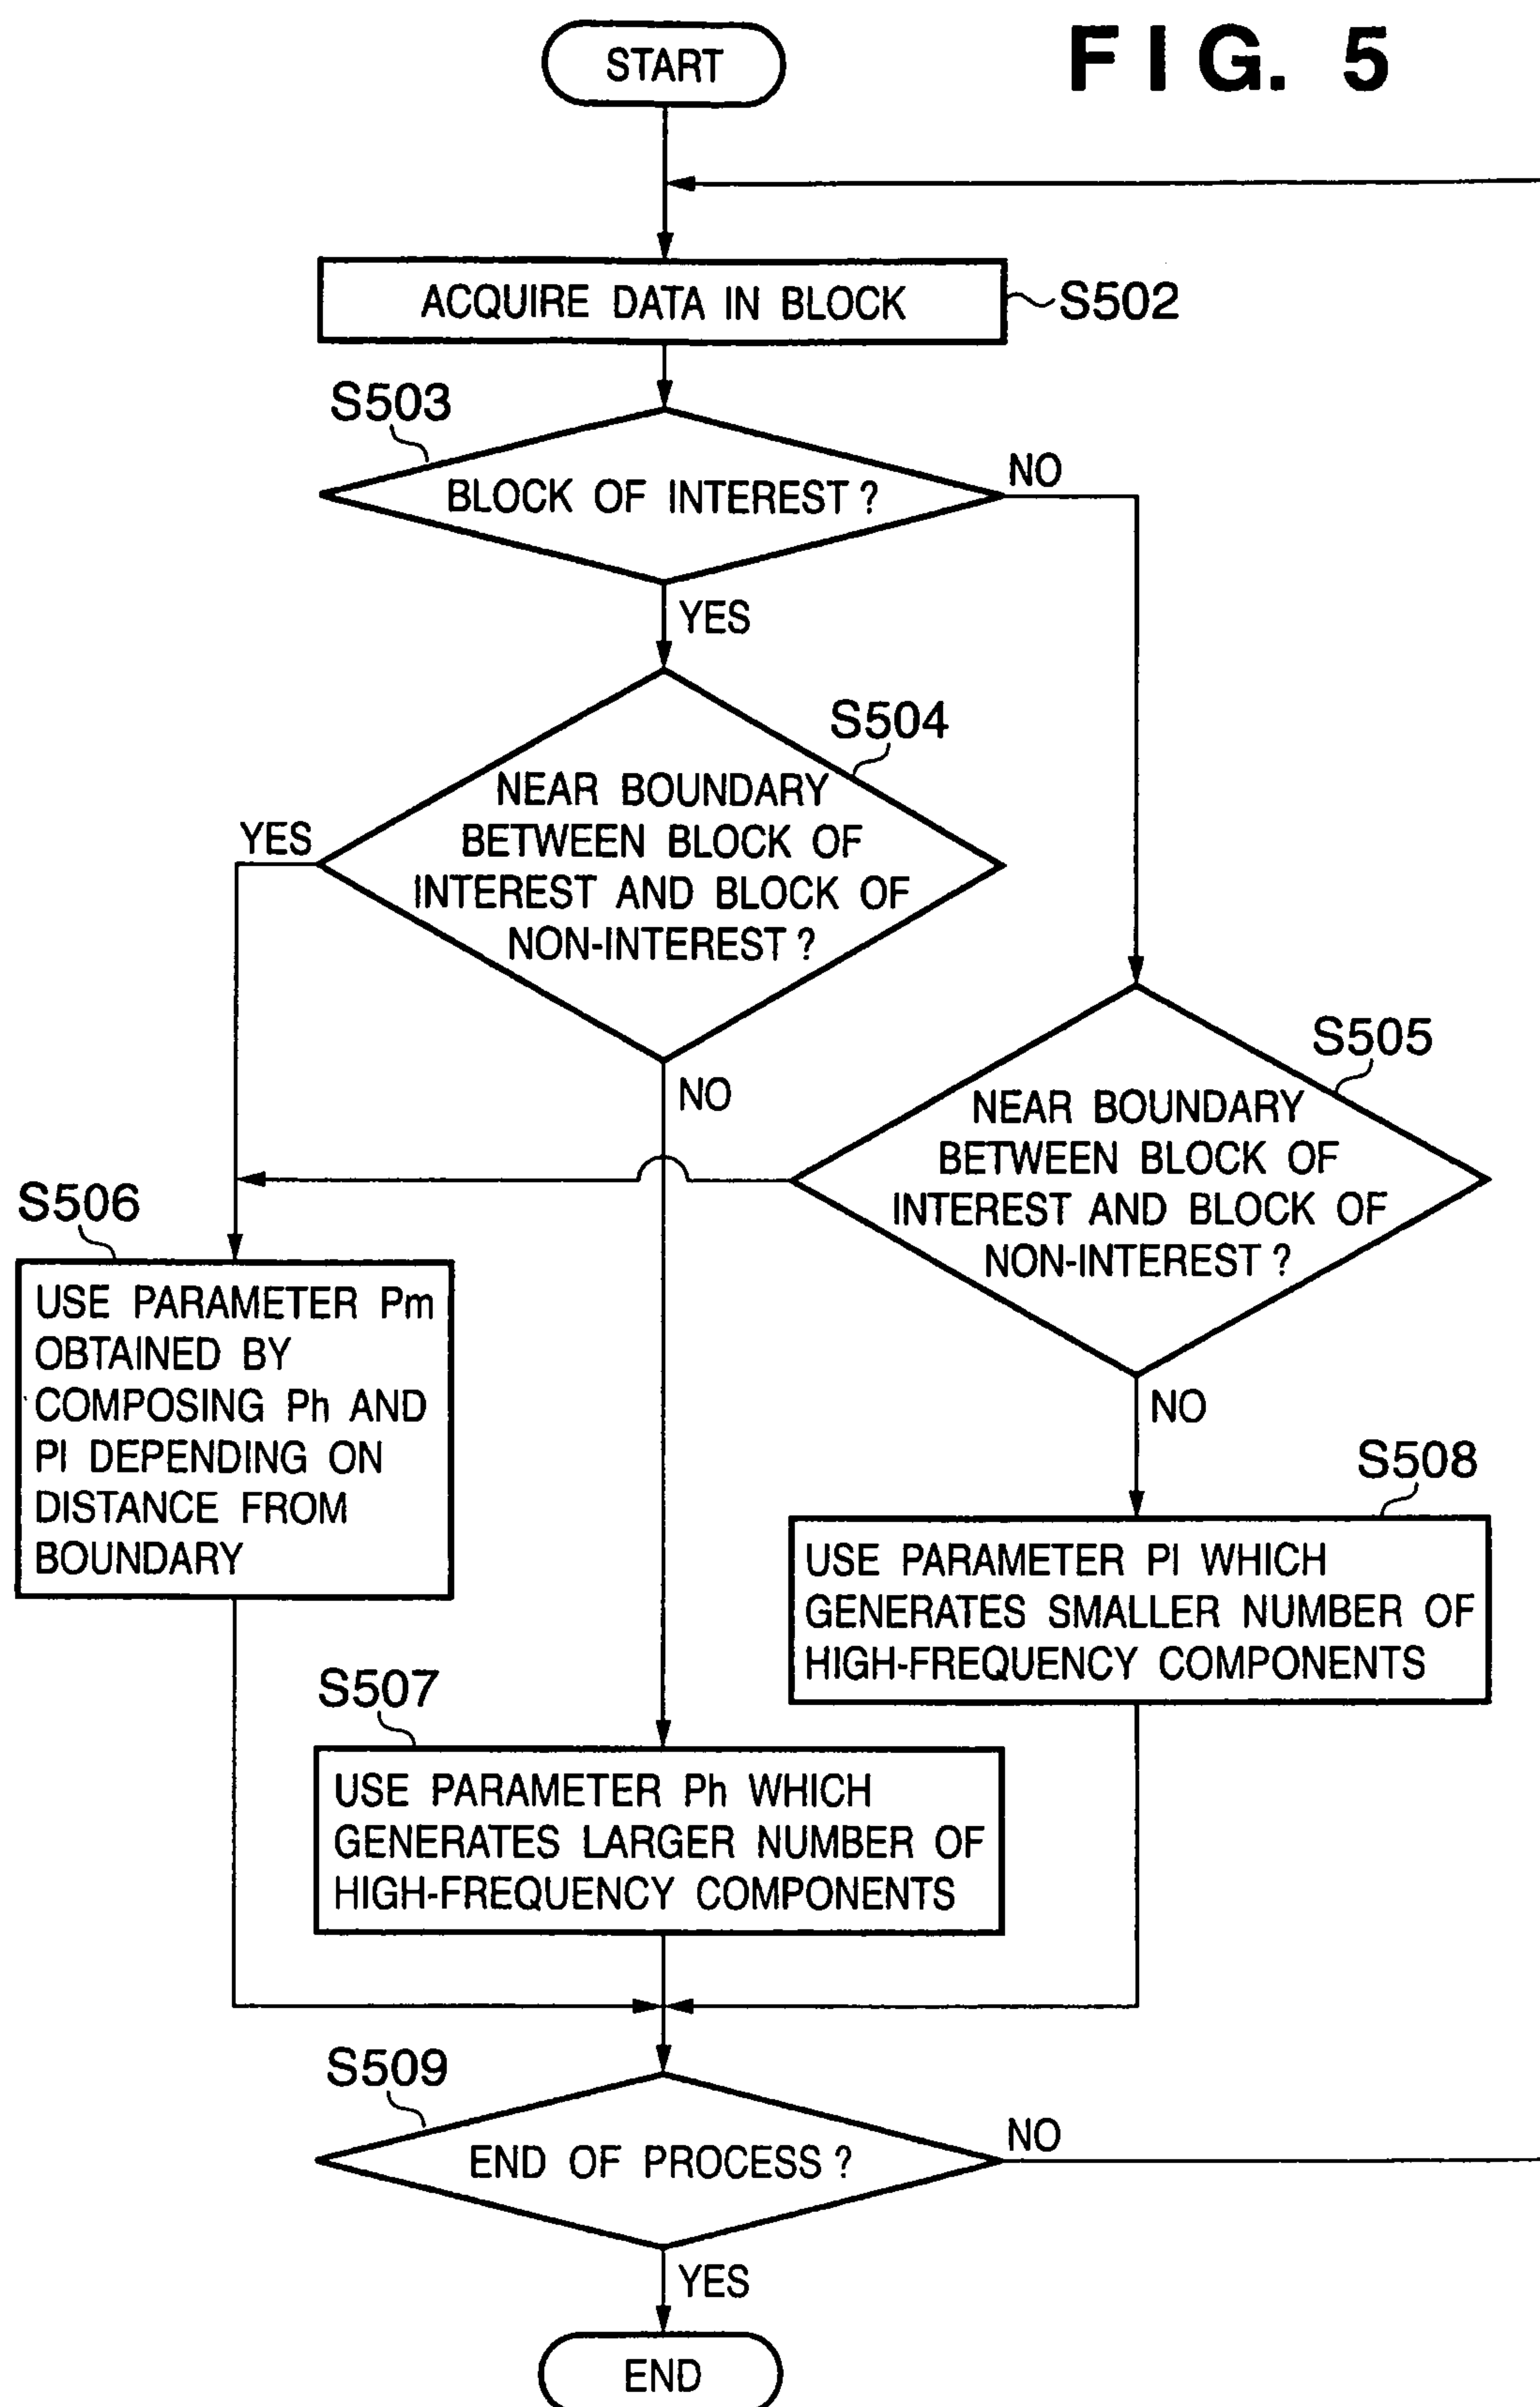 START
FIG. 5
ACQUIRE DATA IN BLOCK
S502
S503
BLOCK OF INTEREST?
NO
YES
S504
NEAR BOUNDARY
BETWEEN BLOCK OF
INTEREST AND BLOCK OF
NON-INTEREST?
YES
NO
S505
NEAR BOUNDARY
BETWEEN BLOCK OF
INTEREST AND BLOCK OF
NON-INTEREST?
NO
S506
USE PARAMETER Pm
OBTAINED BY
COMPOSING Ph AND
Pl DEPENDING ON
DISTANCE FROM
BOUNDARY
S508
USE PARAMETER Pl WHICH
GENERATES SMALLER NUMBER OF
HIGH-FREQUENCY COMPONENTS
S507
USE PARAMETER Ph WHICH
GENERATES LARGER NUMBER OF
HIGH-FREQUENCY COMPONENTS
S509
END OF PROCESS?
NO
YES
END